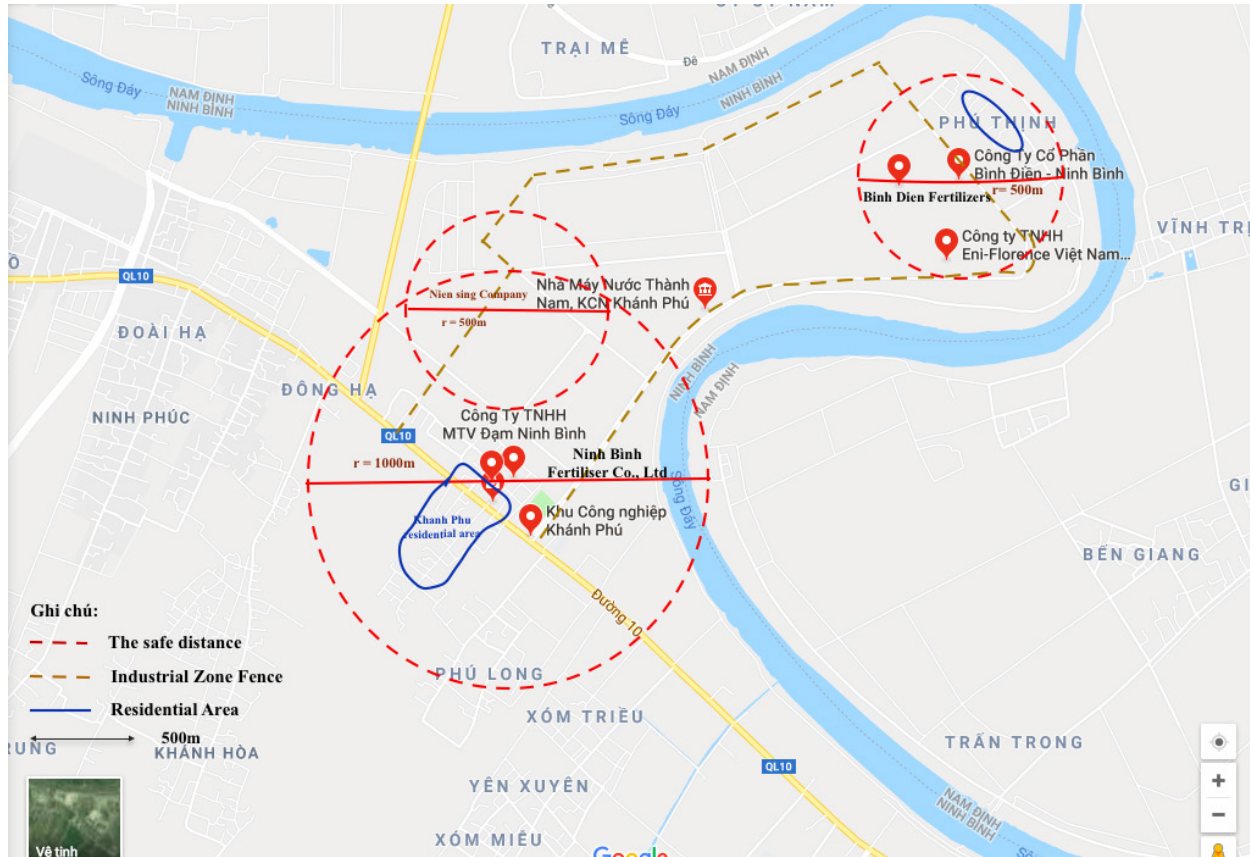 TRẠI MÊ
Đê
NAM ĐỊNH
NINH BÌNH
Sông Đáy
NAM ĐỊNH
NINH BÌNH
Sông Đáy
PHÚ THỊNH
Công Ty Cổ Phần
Bình Điền - Ninh Bình
Binh Dien Fertilizers
r= 500m
Công ty TNHH
Eni-Florence Việt Nam...
VĨNH TRỊ
QL10
Nhà Máy Nước Thành
Nam, KCN Khánh Phú
Nien sing Company
r = 500m
ĐOÀI HẠ
ĐÔNG HẠ
NINH PHÚC
NINH BÌNH
NAM ĐỊNH
Công Ty TNHH
MTV Đạm Ninh Bình
QL10
r = 1000m
Ninh Bình
Fertiliser Co., Ltd
Sông Đáy
Khanh Phu
residential area
Khu Công nghiệp
Khánh Phú
BẾN GIANG
Đường 10
Ghi chú:
The safe distance
Industrial Zone Fence
Residential Area
500m
PHÚ LONG
XÓM TRIỀU
KHÁNH HÒA
TRẤN TRONG
QL10
YÊN XUYÊN
NAM ĐỊNH
NINH BÌNH
XÓM MIỄU
Vệ tinh
Google